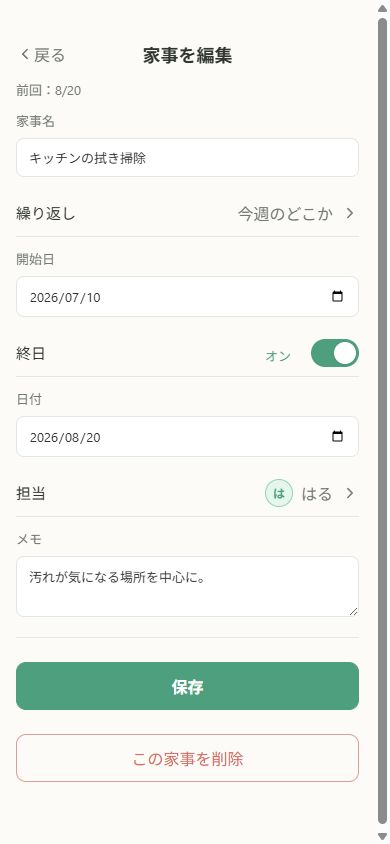 戻る
家事を編集
前回：8/20
家事名
キッチンの拭き掃除
繰り返し
今週のどこか
開始日
2026/07/10
終日
オン
日付
2026/08/20
担当
は はる
メモ
汚れが気になる場所を中心に。
保存
この家事を削除